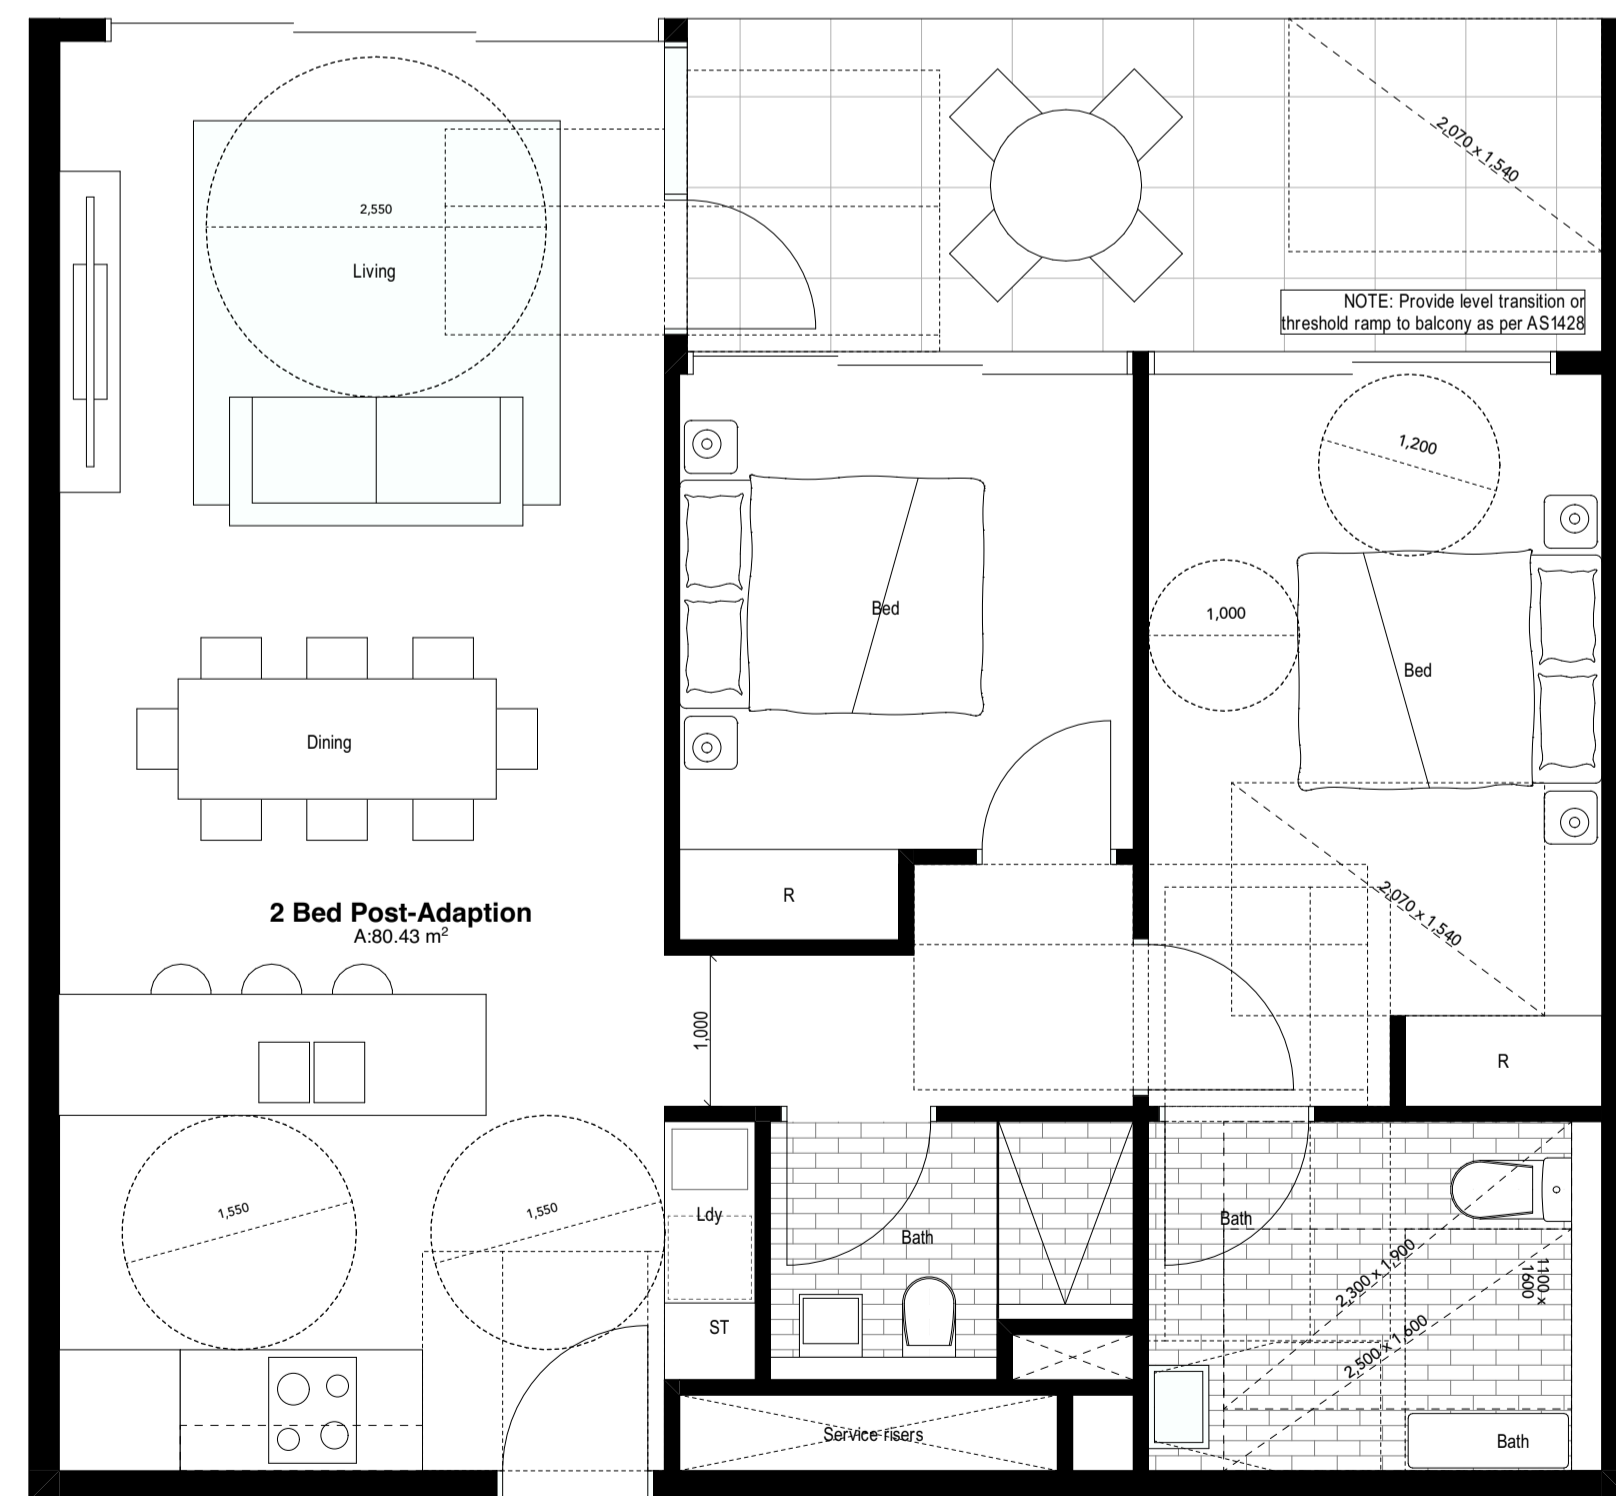 2,070 x 1,540
2,550
Living
NOTE: Provide level transition or
threshold ramp to balcony as per AS1428
1,200
1,000
Bed
Bed
Dining
R
2 Bed Post-Adaption
A:80.43 m²
2,070 x 1,540
1,000
R
1,550
1,550
Ldy
Bath
Bath
2,300 x 1,900
1100 x
1600
ST
2,500 x 1,600
Service risers
Bath